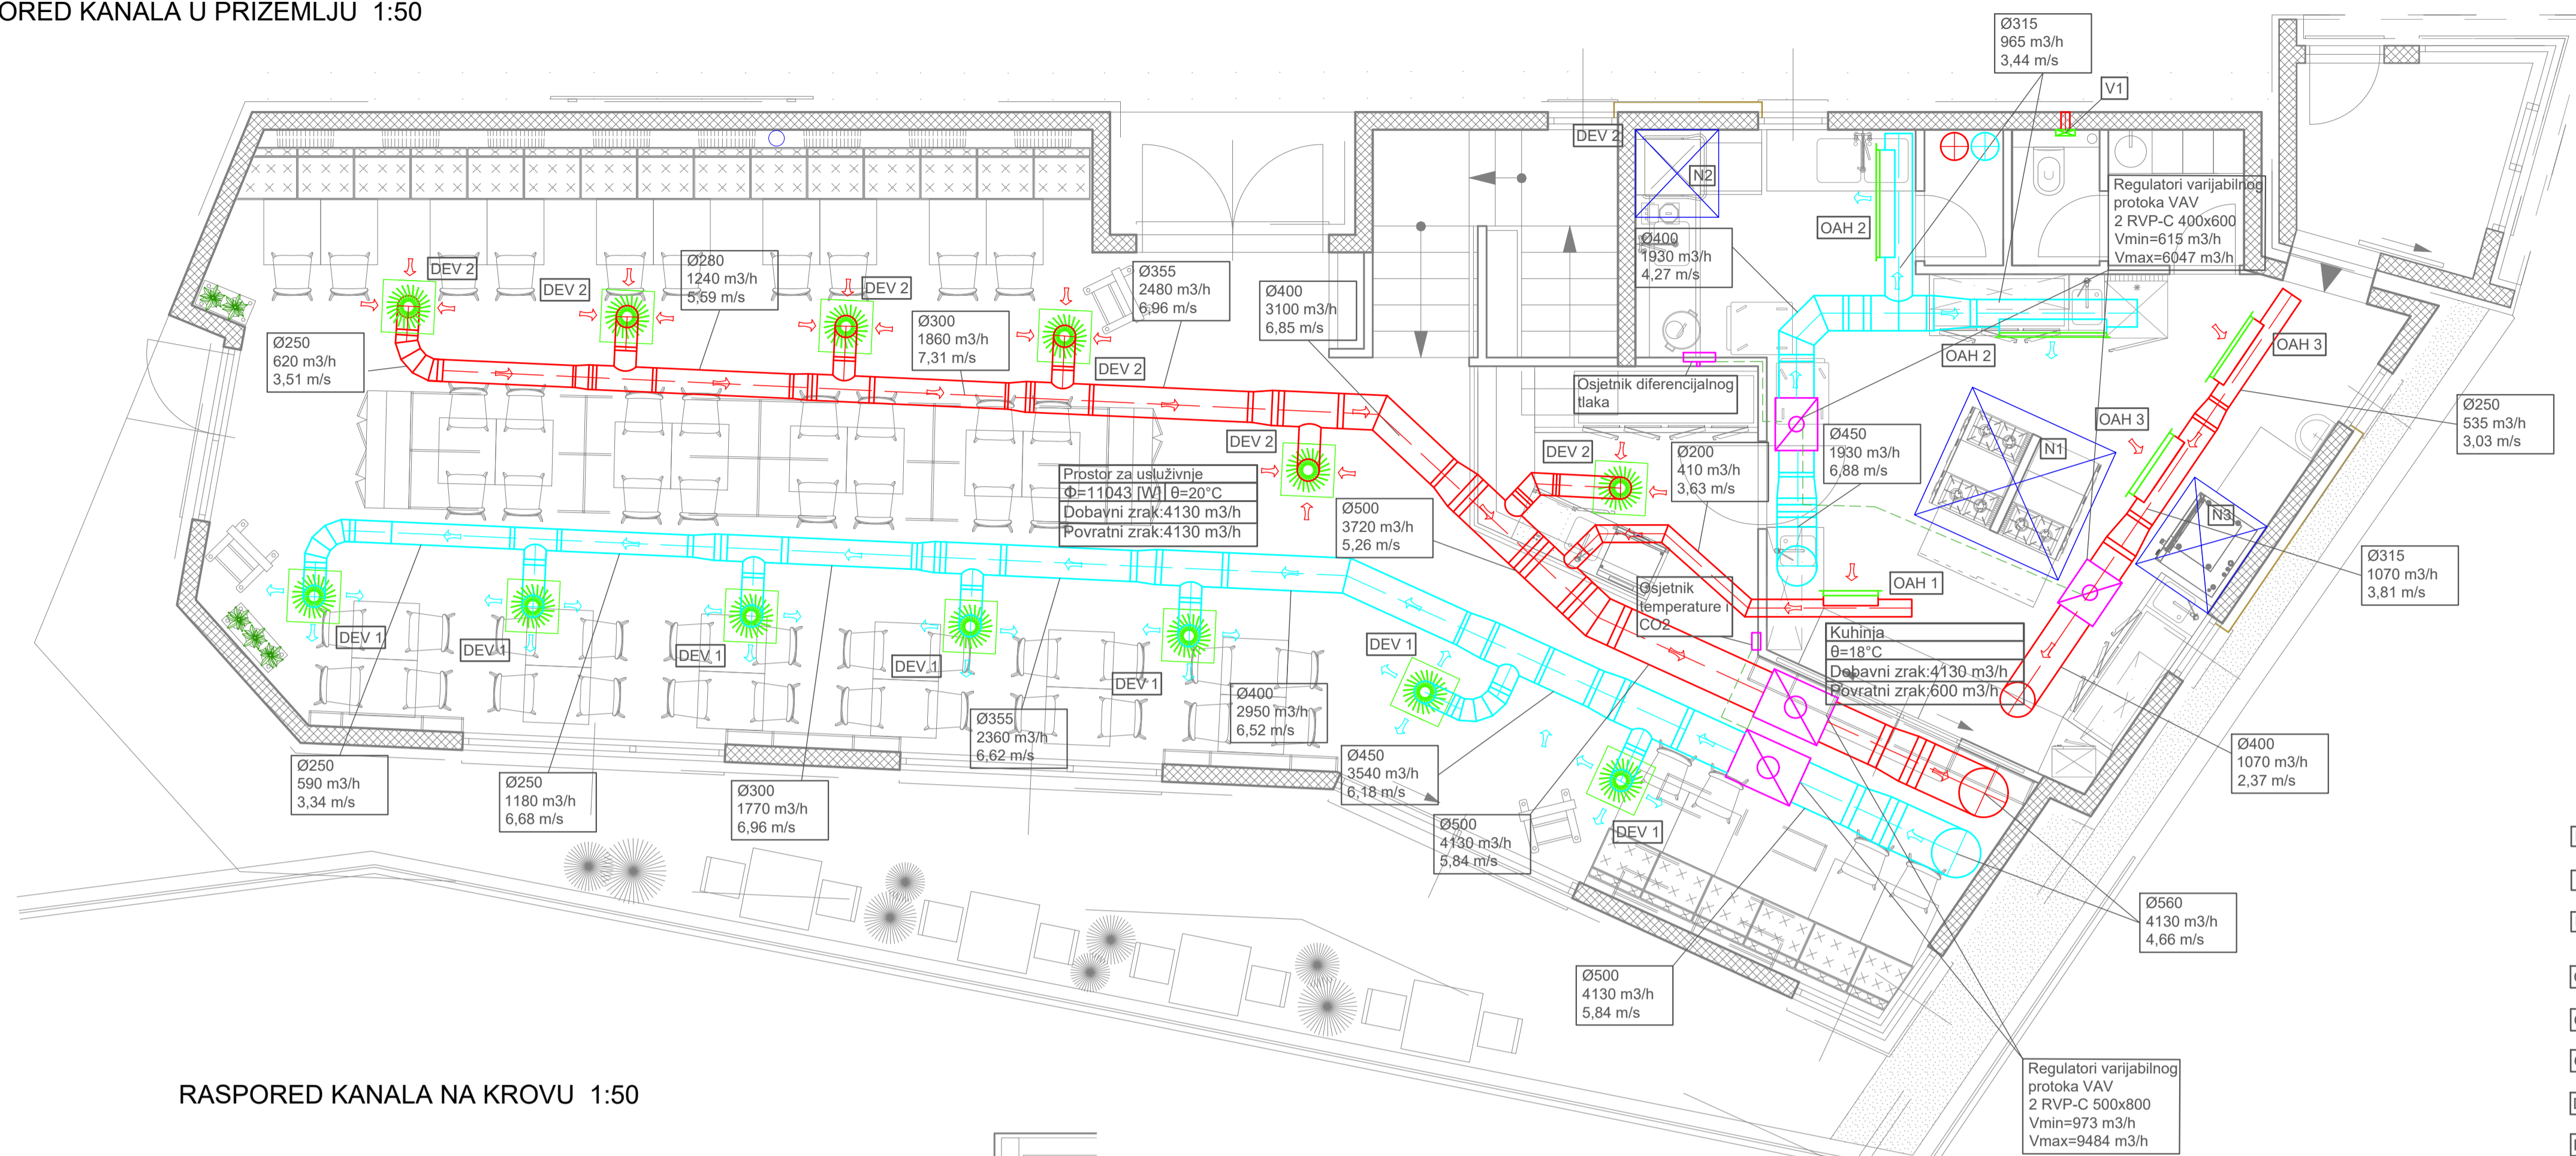 ORED KANALA U PRIZEMLJU 1:50
Ø315
965 m3/h
3,44 m/s
V1
DEV 2
N2
Regulatori varijabilnog
protoka VAV
2 RVP-C 400x600
Vmin=615 m3/h
Vmax=6047 m3/h
OAH 2
Ø400
1930 m3/h
4,27 m/s
DEV 2
DEV 2
Ø280
1240 m3/h
5,59 m/s
DEV 2
Ø355
2480 m3/h
6,96 m/s
Ø400
3100 m3/h
6,85 m/s
Ø300
1860 m3/h
7,31 m/s
Ø250
620 m3/h
3,51 m/s
DEV 2
OAH 2
OAH 3
Osjetnik diferencijalnog
tlaka
Ø250
535 m3/h
3,03 m/s
OAH 3
DEV 2
DEV 2
Ø200
410 m3/h
3,63 m/s
Ø450
1930 m3/h
6,88 m/s
N1
Prostor za usluživnje
Φ=11043 [W] θ=20°C
Dobavni zrak:4130 m3/h
Povratni zrak:4130 m3/h
Ø500
3720 m3/h
5,26 m/s
N3
Ø315
1070 m3/h
3,81 m/s
OAH 1
Osjetnik
temperature i
CO2
Kuhinja
θ=18°C
Dobavni zrak:4130 m3/h
Povratni zrak:600 m3/h
DEV 1
DEV 1
DEV 1
DEV 1
DEV 1
DEV 1
Ø400
2950 m3/h
6,52 m/s
Ø355
2360 m3/h
6,62 m/s
Ø250
590 m3/h
3,34 m/s
Ø250
1180 m3/h
6,68 m/s
Ø300
1770 m3/h
6,96 m/s
Ø450
3540 m3/h
6,18 m/s
Ø400
1070 m3/h
2,37 m/s
Ø500
4130 m3/h
5,84 m/s
DEV 1
Ø560
4130 m3/h
4,66 m/s
Ø500
4130 m3/h
5,84 m/s
Regulatori varijabilnog
protoka VAV
2 RVP-C 500x800
Vmin=973 m3/h
Vmax=9484 m3/h
RASPORED KANALA NA KROVU 1:50